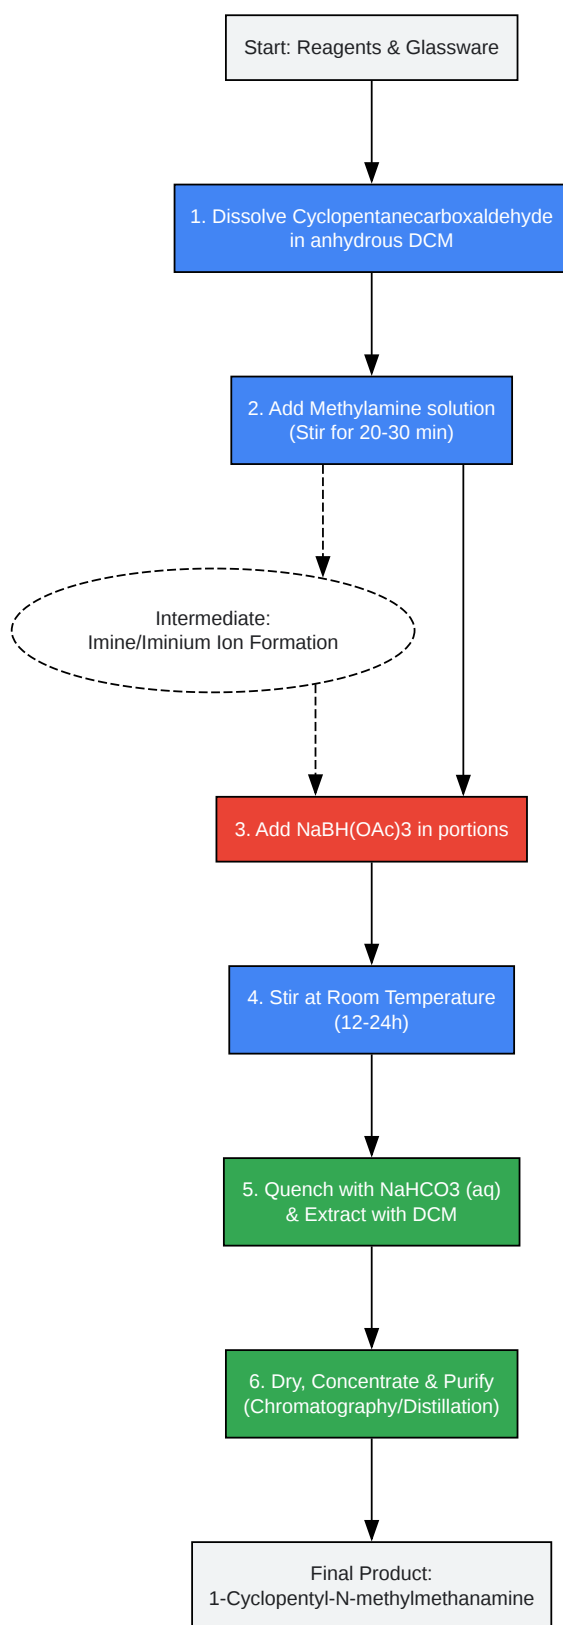 Start: Reagents & Glassware
1. Dissolve Cyclopentanecarboxaldehyde
in anhydrous DCM
2. Add Methylamine solution
(Stir for 20-30 min)
Intermediate:
Imine/Iminium Ion Formation
3. Add NaBH(OAc)3 in portions
4. Stir at Room Temperature
(12-24h)
5. Quench with NaHCO3 (aq)
& Extract with DCM
6. Dry, Concentrate & Purify
(Chromatography/Distillation)
Final Product:
1-Cyclopentyl-N-methylmethanamine